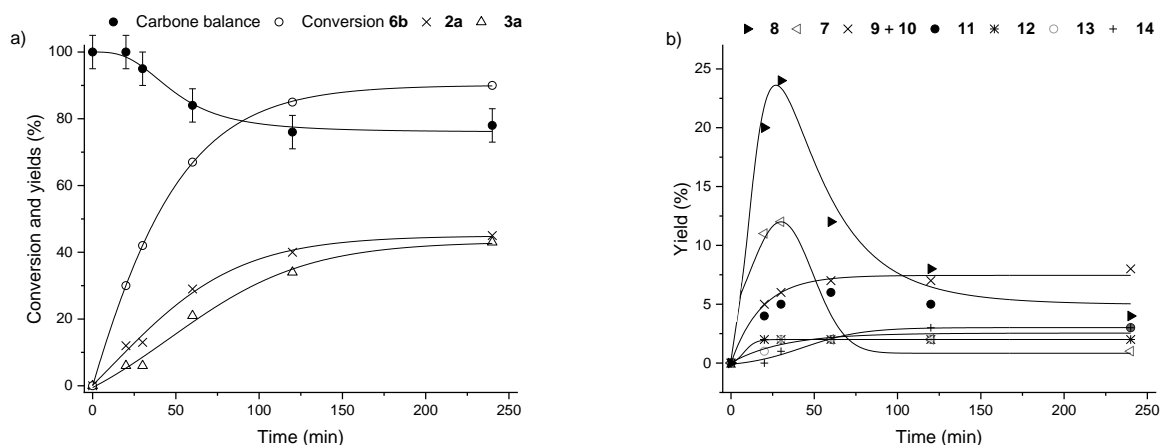 a)
Carbone balance Conversion 6b 2a 3a
100
80
60
40
20
0
Conversion and yields (%)
0 50 100 150 200 250
Time (min)
b)
8 7 9 + 10 11 12 13 14
25
20
15
10
5
0
Yield (%)
0 50 100 150 200 250
Time (min)